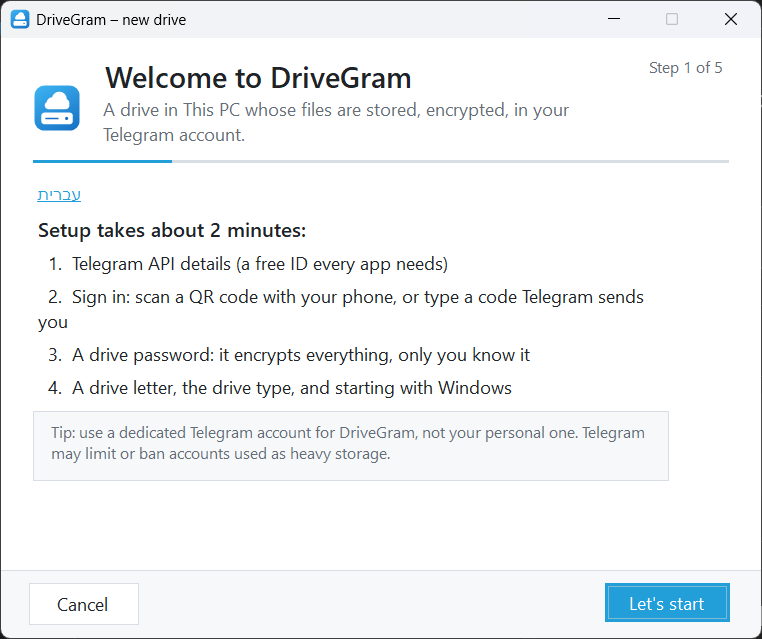 DriveGram – new drive
Welcome to DriveGram
Step 1 of 5
A drive in This PC whose files are stored, encrypted, in your
Telegram account.
עברית
Setup takes about 2 minutes:
1. Telegram API details (a free ID every app needs)
2. Sign in: scan a QR code with your phone, or type a code Telegram sends
you
3. A drive password: it encrypts everything, only you know it
4. A drive letter, the drive type, and starting with Windows
Tip: use a dedicated Telegram account for DriveGram, not your personal one. Telegram
may limit or ban accounts used as heavy storage.
Cancel
Let's start